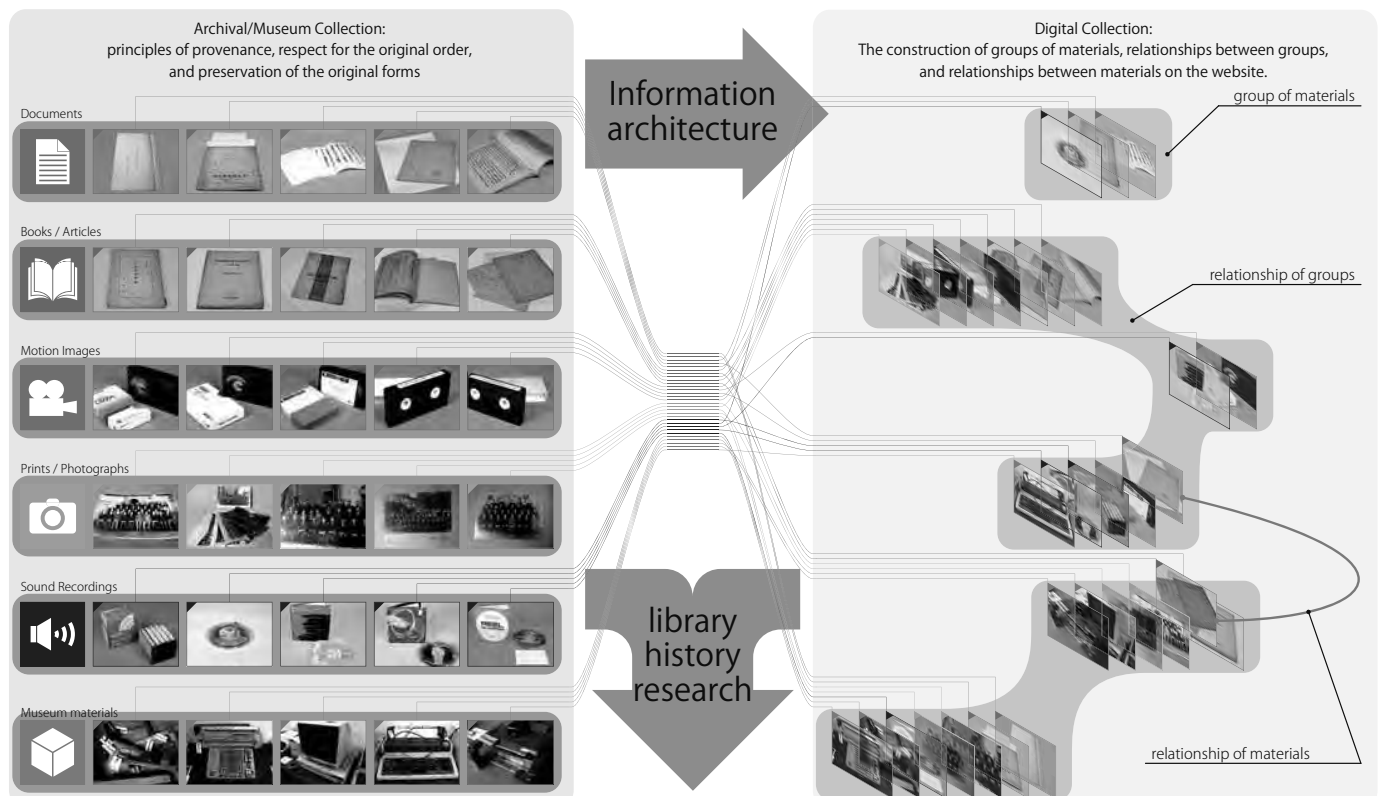 Archival/Museum Collection:
principles of provenance, respect for the original order,
and preservation of the original forms
Documents
Books / Articles
Motion Images
Prints / Photographs
Sound Recordings
Museum materials
Information
architecture
library
history
research
Digital Collection:
The construction of groups of materials, relationships between groups,
and relationships between materials on the website.
group of materials
relationship of groups
relationship of materials